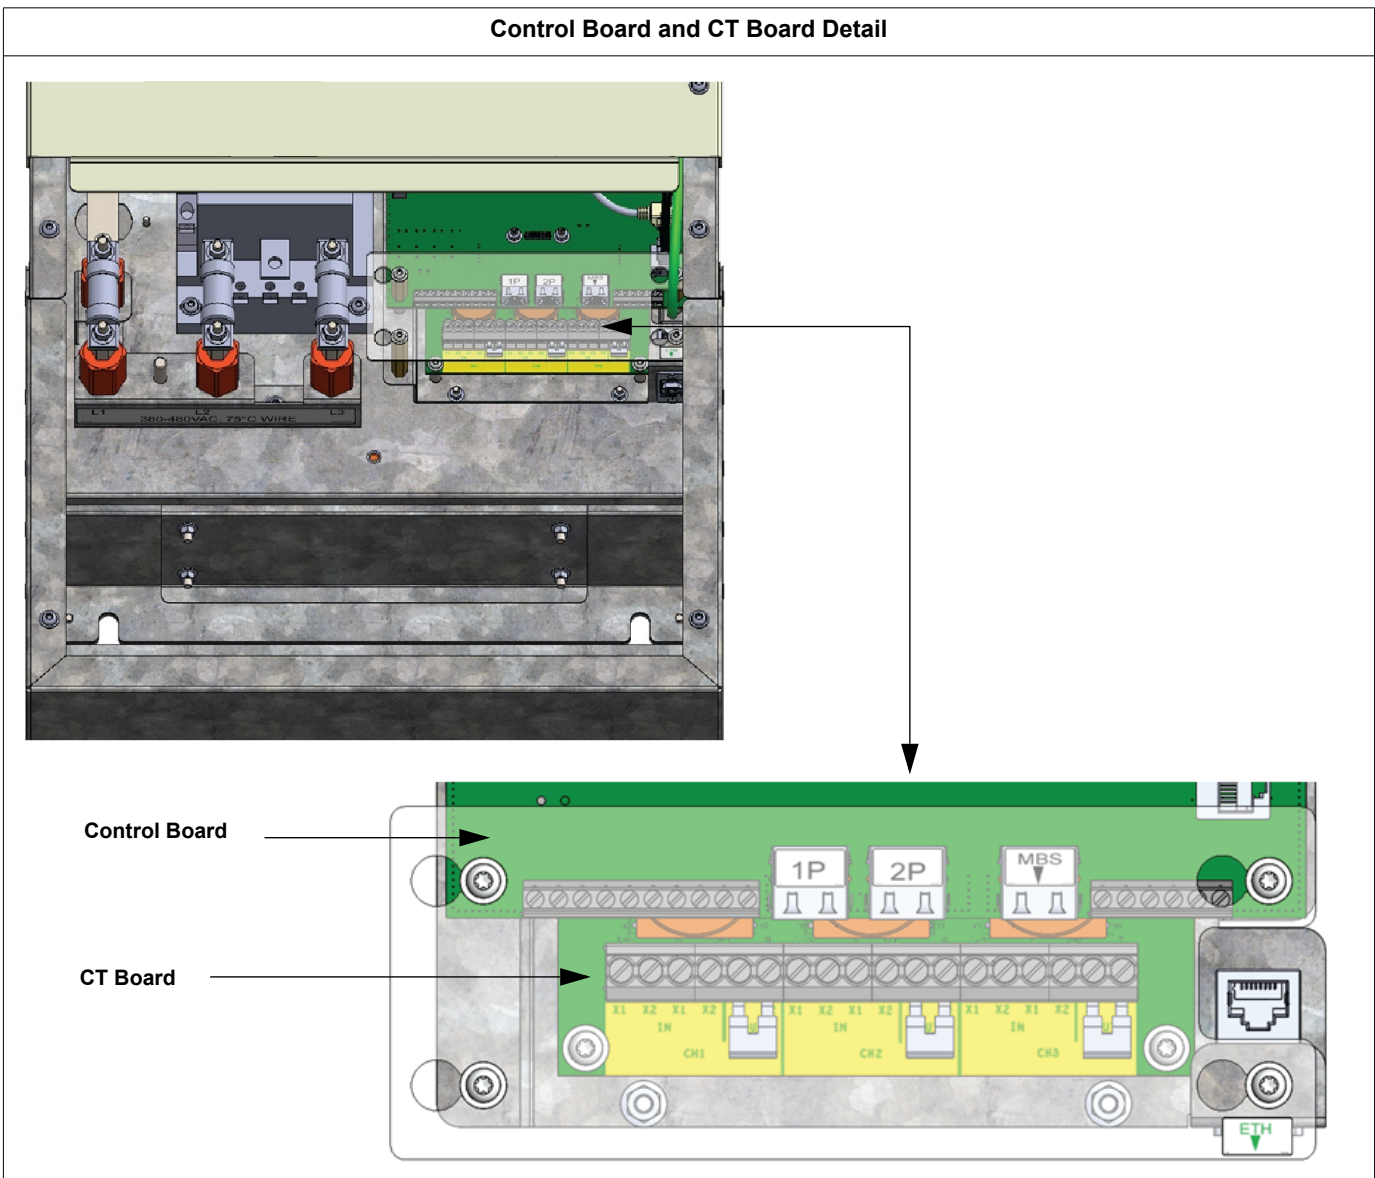 Control Board and CT Board Detail
1P 2P MBS
L1 L2 L3
380-480VAC, 75°C WIRE
Control Board
1P 2P MBS
CT Board
X1 X2 X1 X2 X1 X2 X1 X2 X1 X2 X1 X2
IN IN IN
CH1 CH2 CH3
ETH